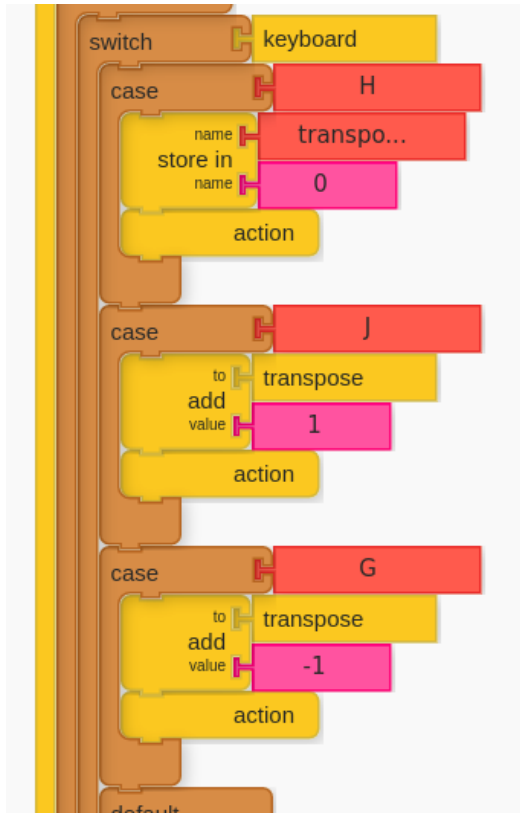 switch keyboard
case H
name transpo...
store in
name 0
action
case J
to transpose
add
value 1
action
case G
to transpose
add
value -1
action
default